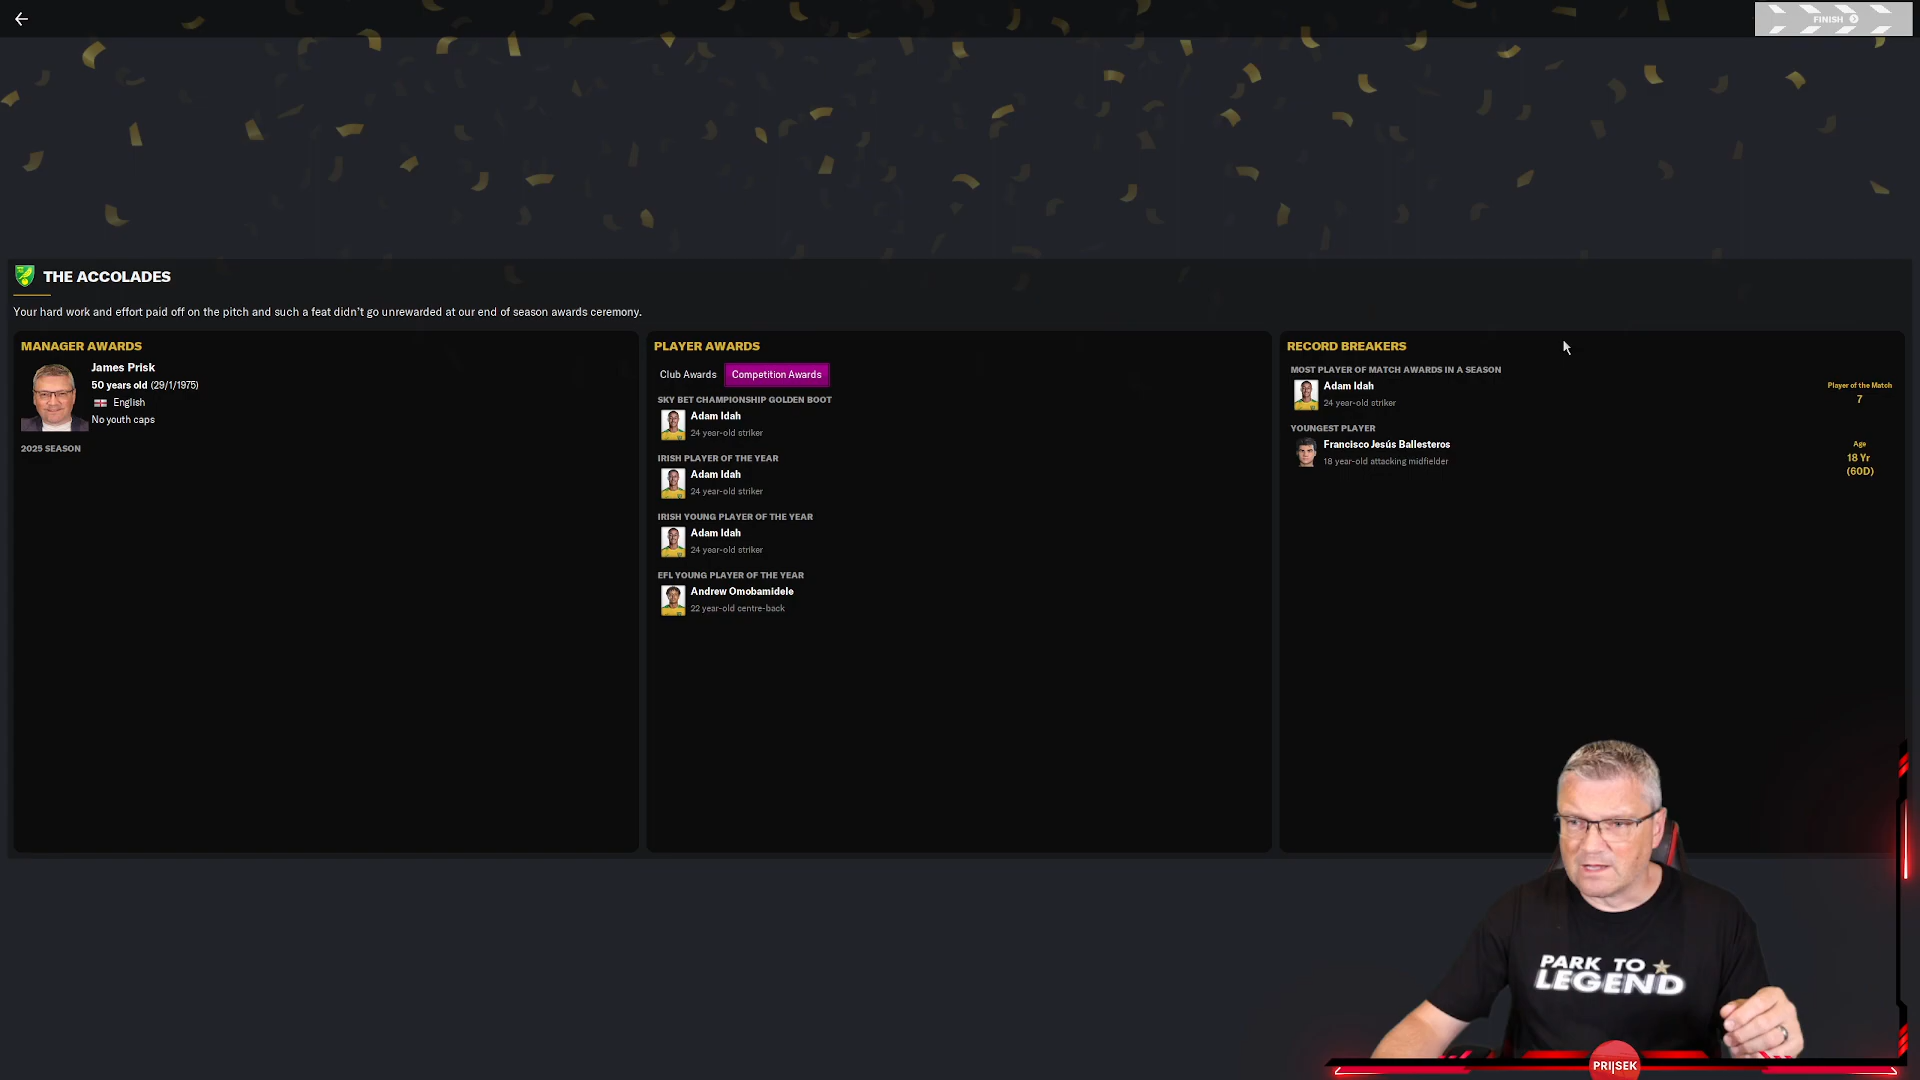 FINISH
THE ACCOLADES
Your hard work and effort paid off on the pitch and such a feat didn't go unrewarded at our end of season awards ceremony.
MANAGER AWARDS
James Prisk
50 years old (29/1/1975)
English
No youth caps
2025 SEASON
PLAYER AWARDS
Club Awards
Competition Awards
SKY BET CHAMPIONSHIP GOLDEN BOOT
Adam Idah
24 year-old striker
IRISH PLAYER OF THE YEAR
Adam Idah
24 year-old striker
IRISH YOUNG PLAYER OF THE YEAR
Adam Idah
24 year-old striker
EFL YOUNG PLAYER OF THE YEAR
Andrew Omobamidele
22 year-old centre-back
RECORD BREAKERS
MOST PLAYER OF MATCH AWARDS IN A SEASON
Adam Idah
24 year-old striker
Player of the Match
7
YOUNGEST PLAYER
Francisco Jesús Ballesteros
18 year-old attacking midfielder
Age
18 Yr
(60D)
PARK TO
LEGEND
PRI|SEK